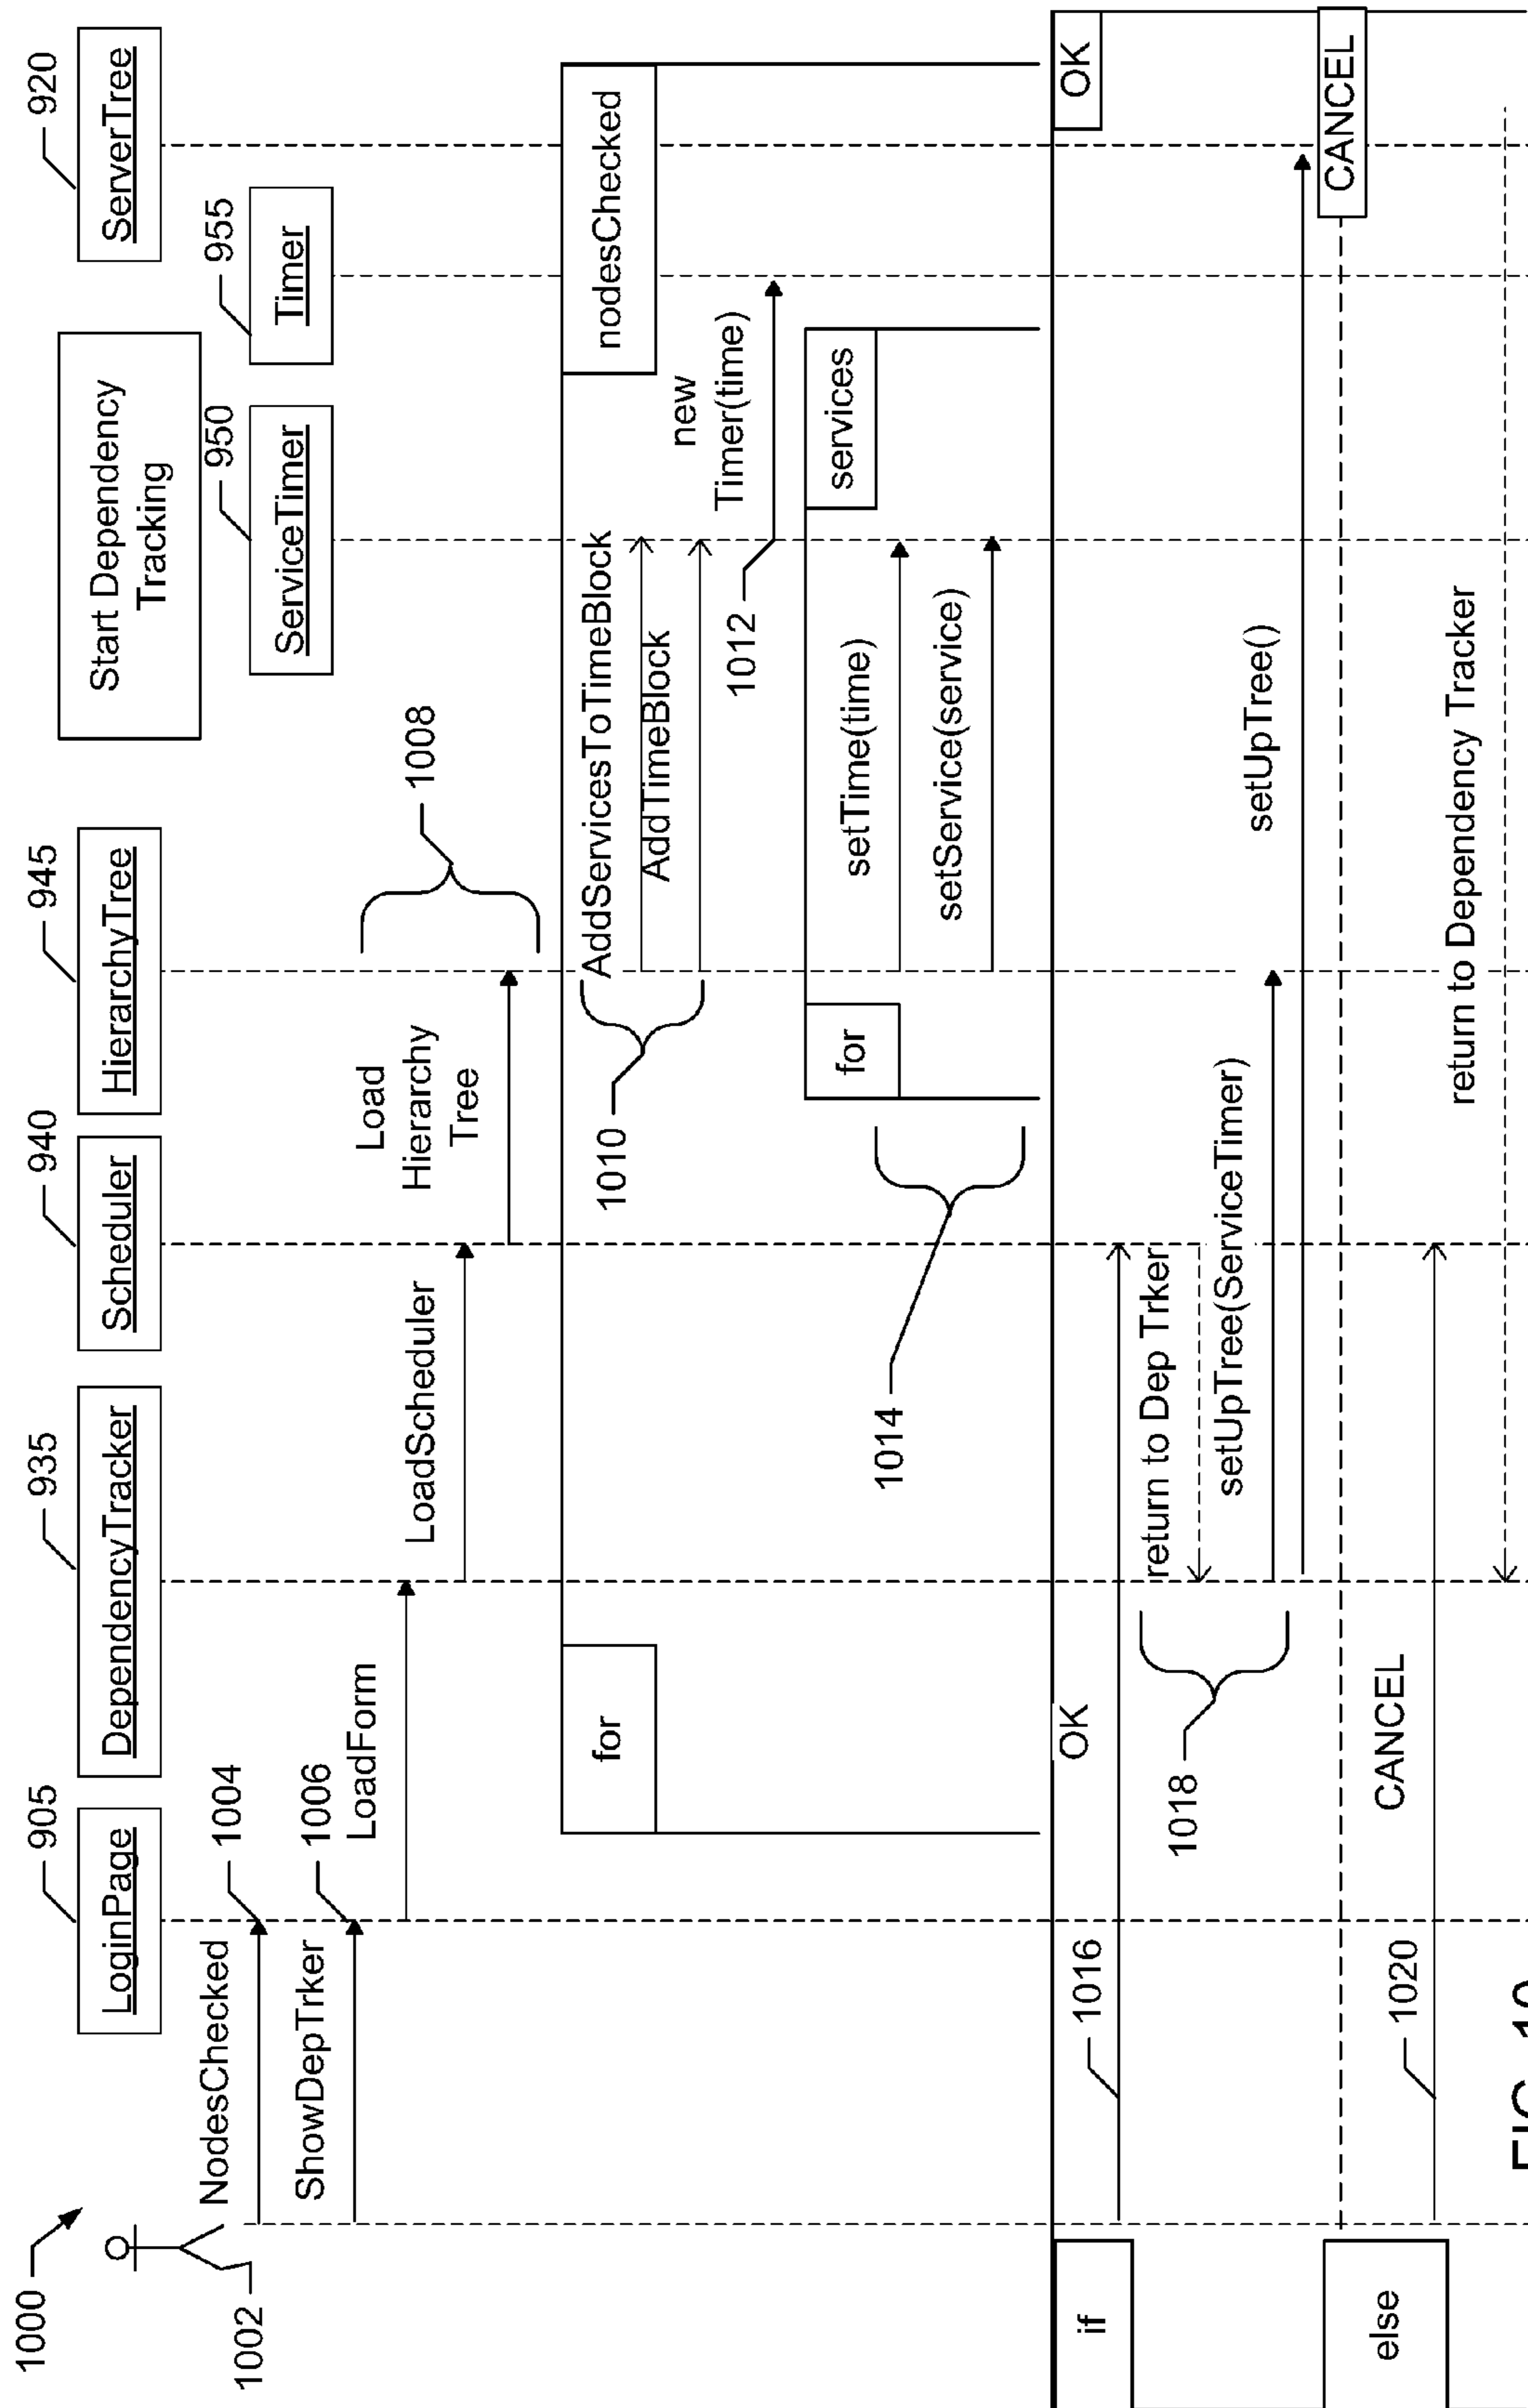 1000
1002
905
LoginPage
935
DependencyTracker
940
Scheduler
945
HierarchyTree
Start Dependency
Tracking
950
ServiceTimer
955
Timer
920
ServerTree
NodesChecked
1004
ShowDepTrker
1006
LoadForm
LoadScheduler
Load
Hierarchy
Tree
1008
for
nodesChecked
1010
AddServicesToTimeBlock
AddTimeBlock
new
Timer(time)
1012
for
services
setTime(time)
setService(service)
1014
if
OK
OK
1016
return to Dep Trker
setUpTree(ServiceTimer)
setUpTree()
1018
else
CANCEL
CANCEL
1020
return to Dependency Tracker